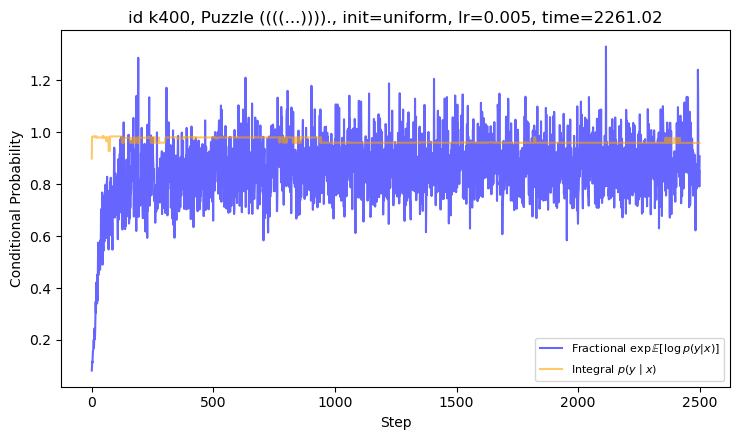 id k400, Puzzle ((((...))))., init=uniform, lr=0.005, time=2261.02
Conditional Probability
1.2
1.0
0.8
0.6
0.4
0.2
Fractional exp 𝔼[log p(y|x)]
Integral p(y | x)
0
500
1000
1500
2000
2500
Step